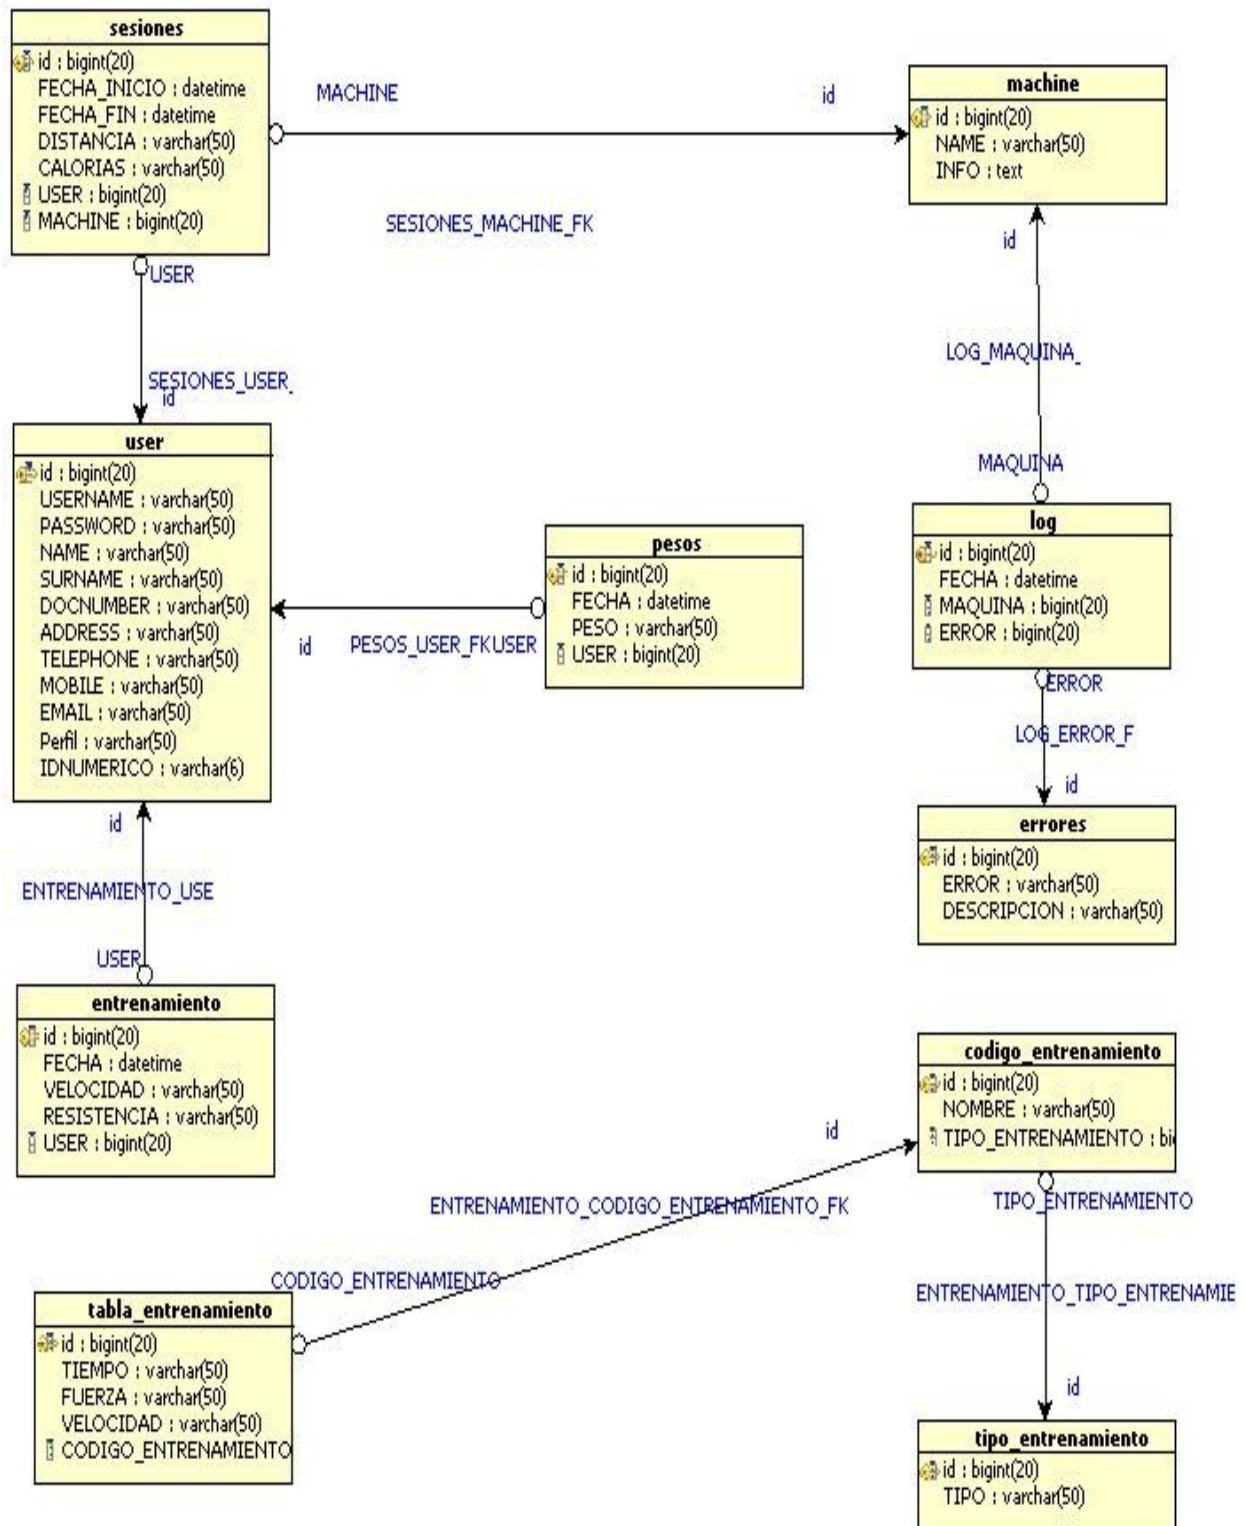 sesiones
id : bigint(20)
FECHA_INICIO : datetime
FECHA_FIN : datetime
DISTANCIA : varchar(50)
CALORIAS : varchar(50)
USER : bigint(20)
MACHINE : bigint(20)
MACHINE
id
SESIONES_MACHINE_FK
machine
id : bigint(20)
NAME : varchar(50)
INFO : text
USER
SESIONES_USER_
id
id
LOG_MAQUINA_
MAQUINA
user
id : bigint(20)
USERNAME : varchar(50)
PASSWORD : varchar(50)
NAME : varchar(50)
SURNAME : varchar(50)
DOCNUMBER : varchar(50)
ADDRESS : varchar(50)
TELEPHONE : varchar(50)
MOBILE : varchar(50)
EMAIL : varchar(50)
Perfil : varchar(50)
IDNUMERICO : varchar(6)
id
PESOS_USER_FK
USER
pesos
id : bigint(20)
FECHA : datetime
PESO : varchar(50)
USER : bigint(20)
log
id : bigint(20)
FECHA : datetime
MAQUINA : bigint(20)
ERROR : bigint(20)
ERROR
LOG_ERROR_F
id
errores
id : bigint(20)
ERROR : varchar(50)
DESCRIPCION : varchar(50)
id
ENTRENAMIENTO_USE
USER
entrenamiento
id : bigint(20)
FECHA : datetime
VELOCIDAD : varchar(50)
RESISTENCIA : varchar(50)
USER : bigint(20)
codigo_entrenamiento
id : bigint(20)
NOMBRE : varchar(50)
TIPO_ENTRENAMIENTO : bi
id
ENTRENAMIENTO_CODIGO_ENTRENAMIENTO_FK
CODIGO_ENTRENAMIENTO
TIPO_ENTRENAMIENTO
ENTRENAMIENTO_TIPO_ENTRENAMIE
id
tabla_entrenamiento
id : bigint(20)
TIEMPO : varchar(50)
FUERZA : varchar(50)
VELOCIDAD : varchar(50)
CODIGO_ENTRENAMIENTO
tipo_entrenamiento
id : bigint(20)
TIPO : varchar(50)